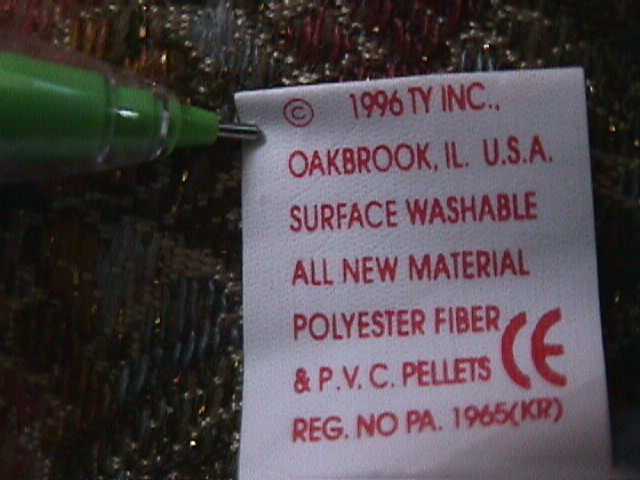 © 1996 TY INC.,
OAKBROOK, IL. U.S.A.
SURFACE WASHABLE
ALL NEW MATERIAL
POLYESTER FIBER
& P.V.C. PELLETS CE
REG. NO PA. 1965(KR)